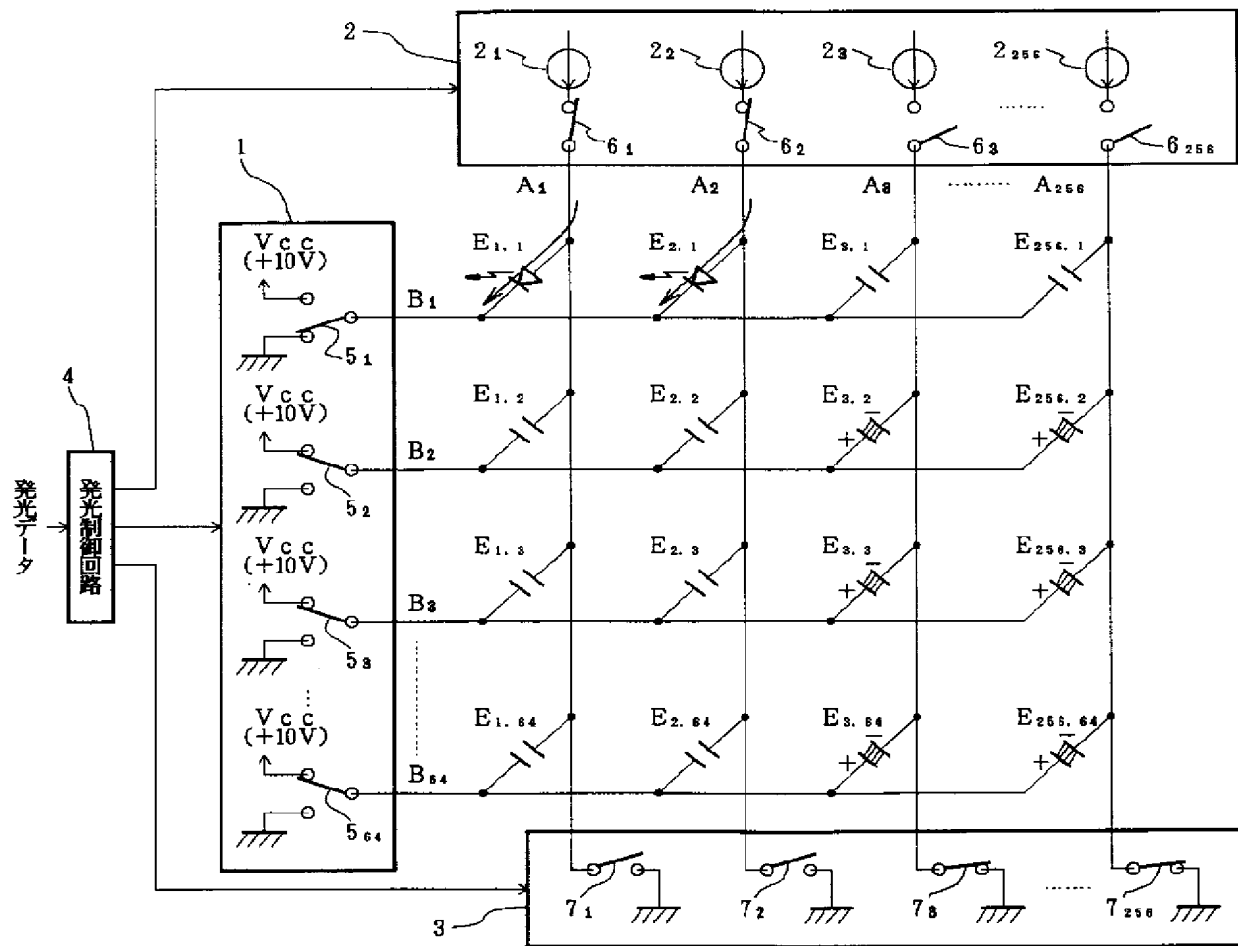 2
2₁ 2₂ 2₃ 2₂₅₆
6₁ 6₂ 6₃ 6₂₅₆
1
A₁ A₂ A₃ A₂₅₆
Vcc
(+10V)
5₁
B₁
E₁.₁ E₂.₁ E₃.₁ E₂₅₆.₁
4
Vcc
(+10V)
5₂
B₂
E₁.₂ E₂.₂ E₃.₂ E₂₅₆.₂
+ − + −
発光データ
発光制御回路
Vcc
(+10V)
5₃
B₃
E₁.₃ E₂.₃ E₃.₃ E₂₅₆.₃
+ − + −
Vcc
(+10V)
5₆₄
B₆₄
E₁.₆₄ E₂.₆₄ E₃.₆₄ E₂₅₆.₆₄
+ − + −
7₁ 7₂ 7₃ 7₂₅₆
3